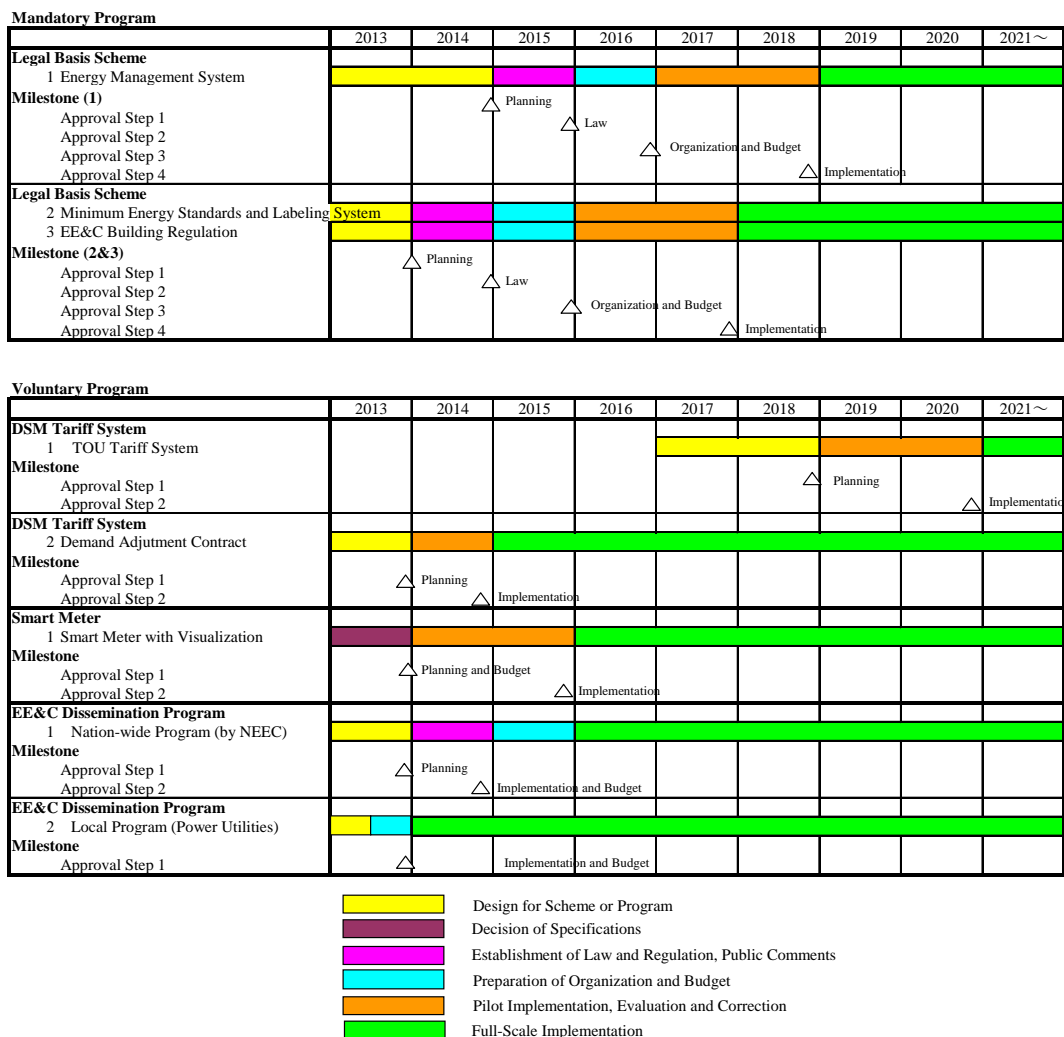 Mandatory Program
2013 2014 2015 2016 2017 2018 2019 2020 2021～
Legal Basis Scheme
1 Energy Management System
Milestone (1)
Planning
Approval Step 1
Law
Approval Step 2
Approval Step 3 Organization and Budget
Approval Step 4 Implementation
Legal Basis Scheme
2 Minimum Energy Standards and Labeling System
3 EE&C Building Regulation
Milestone (2&3)
Planning
Approval Step 1
Law
Approval Step 2
Approval Step 3 Organization and Budget
Approval Step 4 Implementation
Voluntary Program
2013 2014 2015 2016 2017 2018 2019 2020 2021～
DSM Tariff System
1 TOU Tariff System
Milestone
Approval Step 1 Planning
Approval Step 2 Implementatio
DSM Tariff System
2 Demand Adjutment Contract
Milestone
Approval Step 1 Planning
Approval Step 2 Implementation
Smart Meter
1 Smart Meter with Visualization
Milestone
Approval Step 1 Planning and Budget
Approval Step 2 Implementation
EE&C Dissemination Program
1 Nation-wide Program (by NEEC)
Milestone
Approval Step 1 Planning
Approval Step 2 Implementation and Budget
EE&C Dissemination Program
2 Local Program (Power Utilities)
Milestone
Approval Step 1 Implementation and Budget
Design for Scheme or Program
Decision of Specifications
Establishment of Law and Regulation, Public Comments
Preparation of Organization and Budget
Pilot Implementation, Evaluation and Correction
Full-Scale Implementation